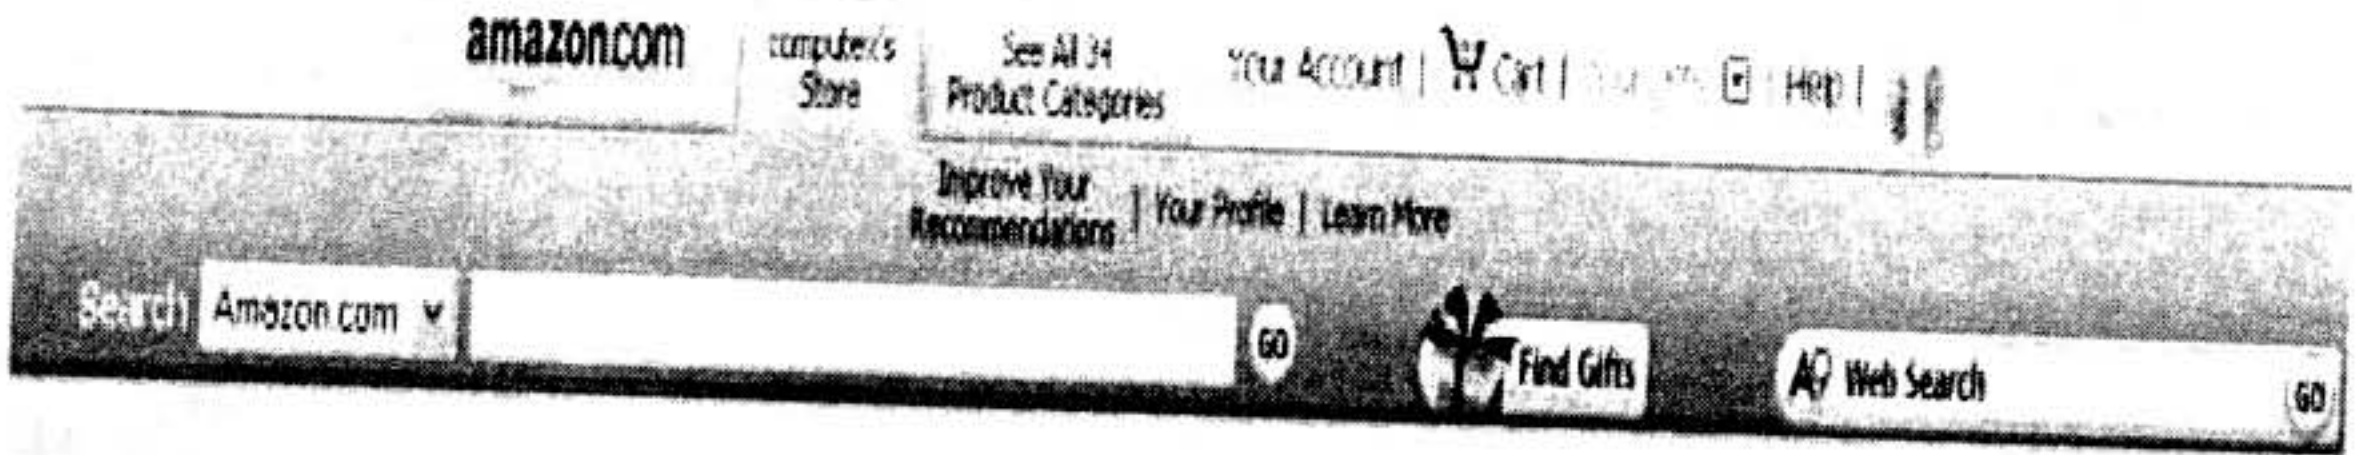 amazon.com
computer's
Store
See All 34
Product Categories
Your Account | Cart | Your | Help |
Improve Your
Recommendations | Your Profile | Learn More
Search Amazon.com GO Find Gifts A9 Web Search GO